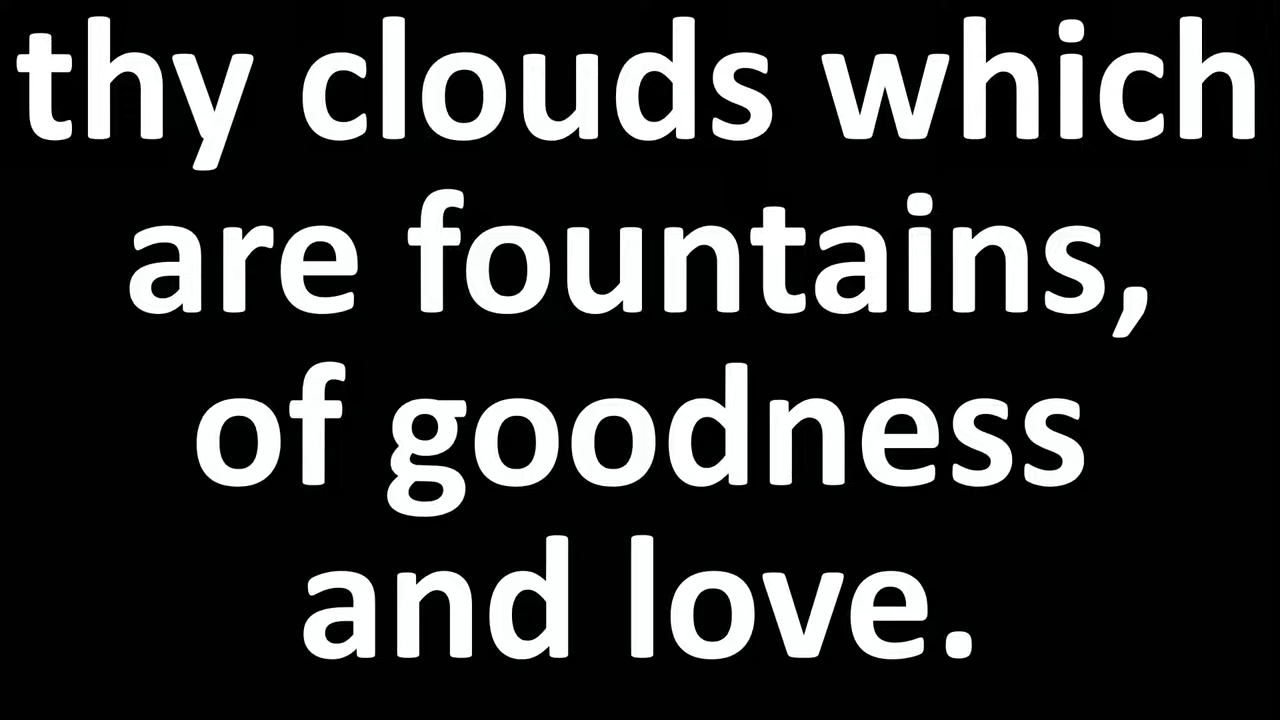 thy clouds which
are fountains,
of goodness
and love.